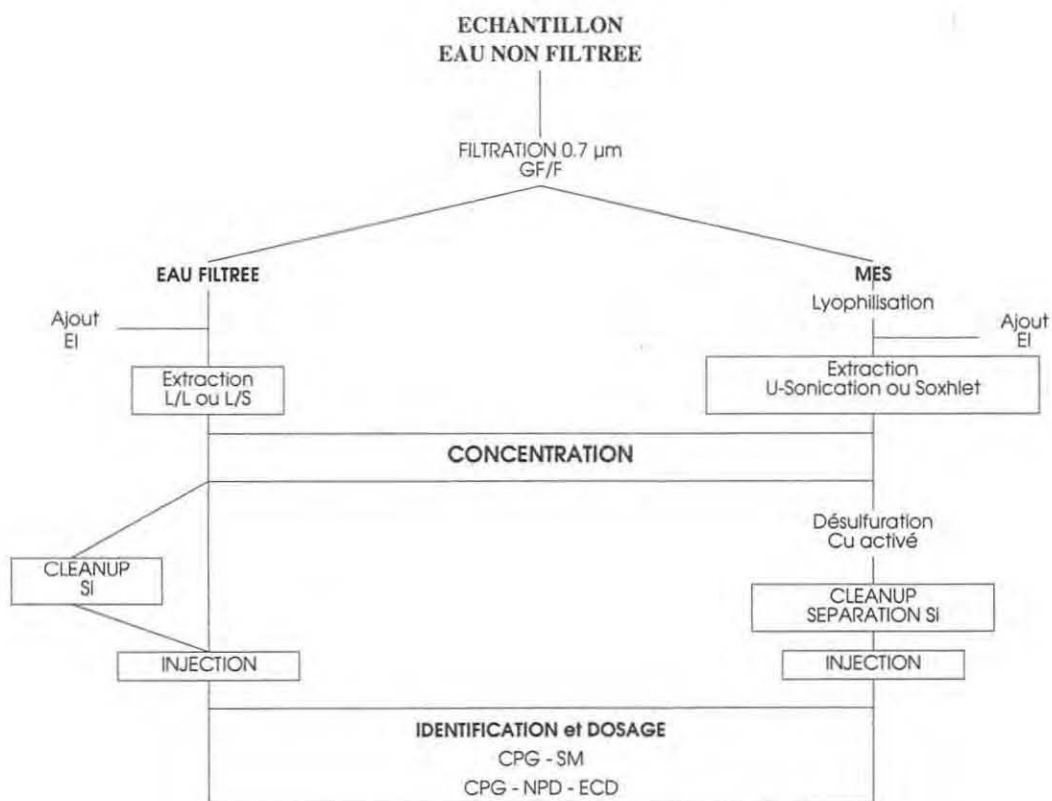 ECHANTILLON
EAU NON FILTREE
FILTRATION 0.7 µm
GF/F
EAU FILTREE
MES
Lyophilisation
Ajout
EI
Ajout
EI
Extraction
L/L ou L/S
Extraction
U-Sonication ou Soxhlet
CONCENTRATION
Désulfuration
Cu activé
CLEANUP
SI
CLEANUP
SEPARATION SI
INJECTION
INJECTION
IDENTIFICATION et DOSAGE
CPG - SM
CPG - NPD - ECD